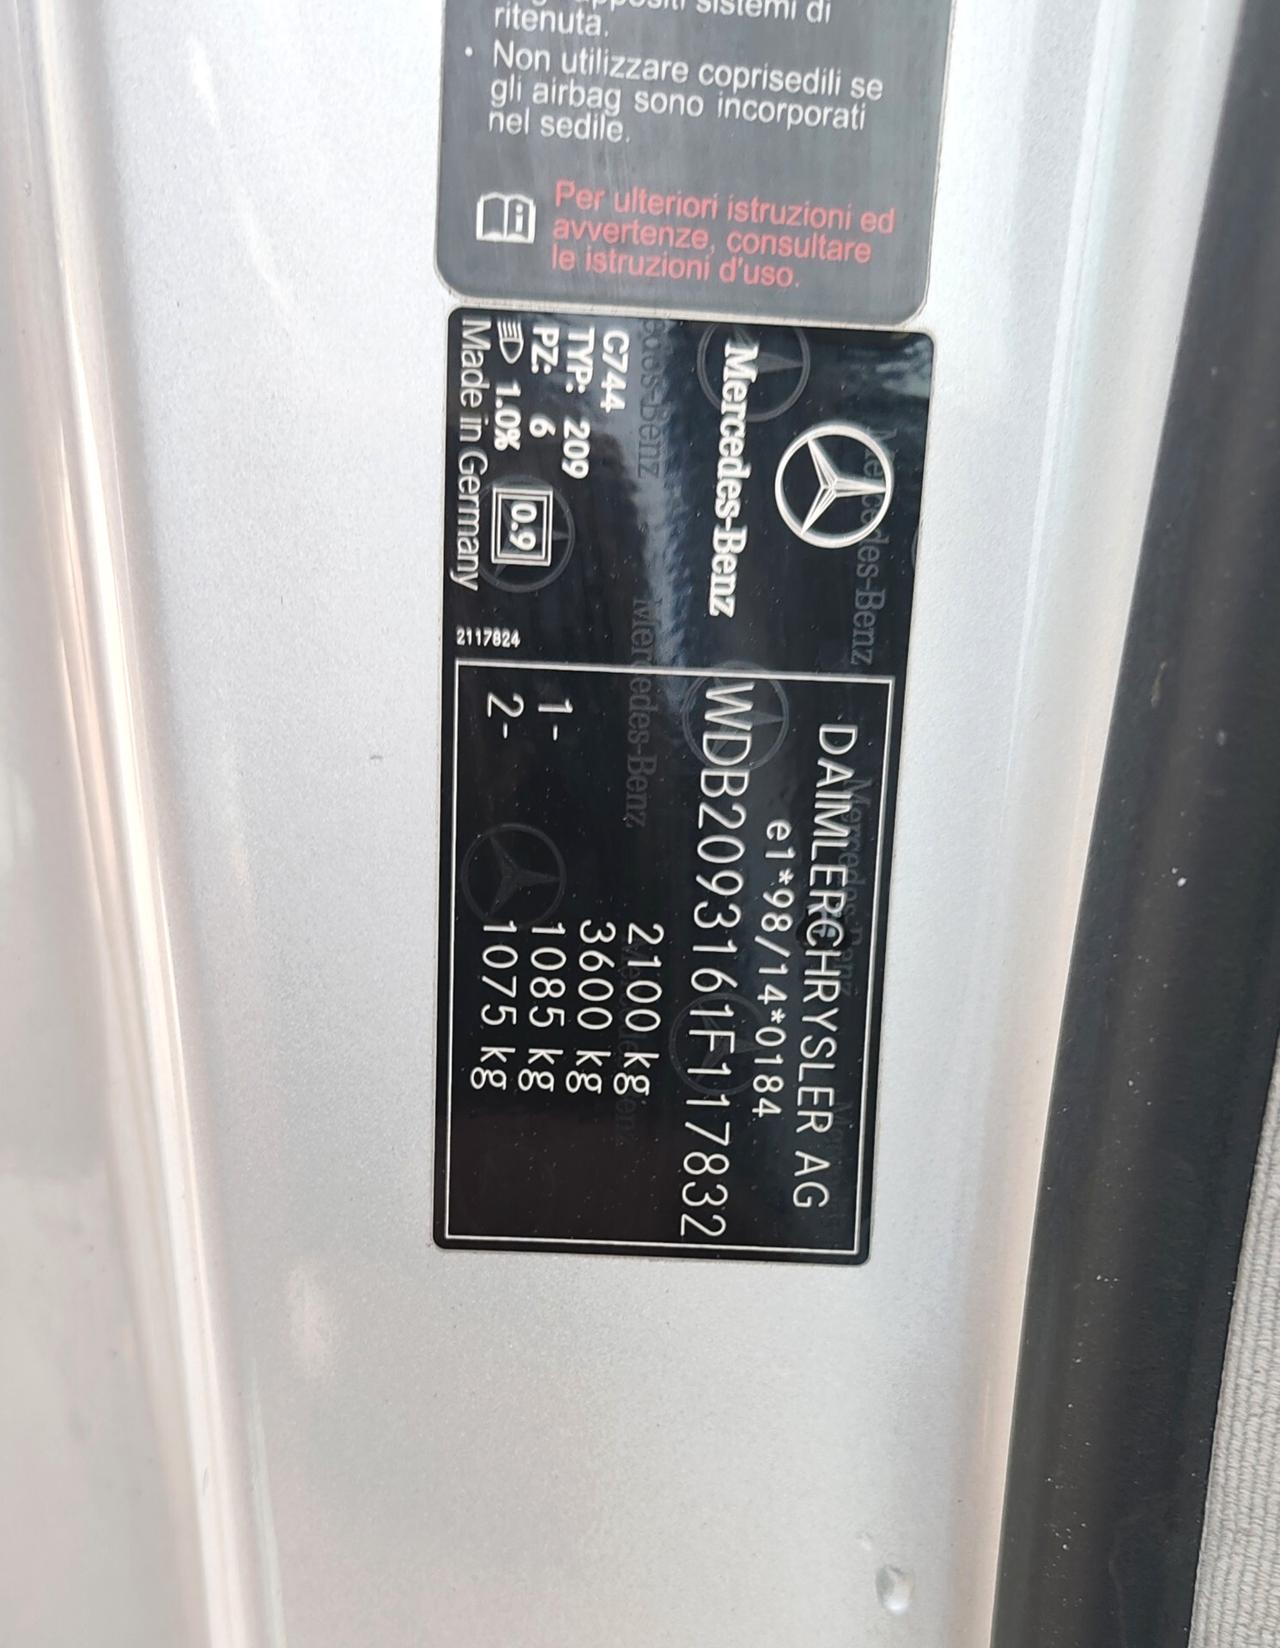 ritenuta.
• Non utilizzare coprisedili se
gli airbag sono incorporati
nel sedile.
Per ulteriori istruzioni ed
avvertenze, consultare
le istruzioni d'uso.
Mercedes-Benz
C744
TYP: 209
PZ: 6
1.0%
0.9
Made in Germany
2117824
DAIMLERCHRYSLER AG
e1*98/14*0184
WDB2093161F117832
2100 kg
3600 kg
1- 1085 kg
2- 1075 kg